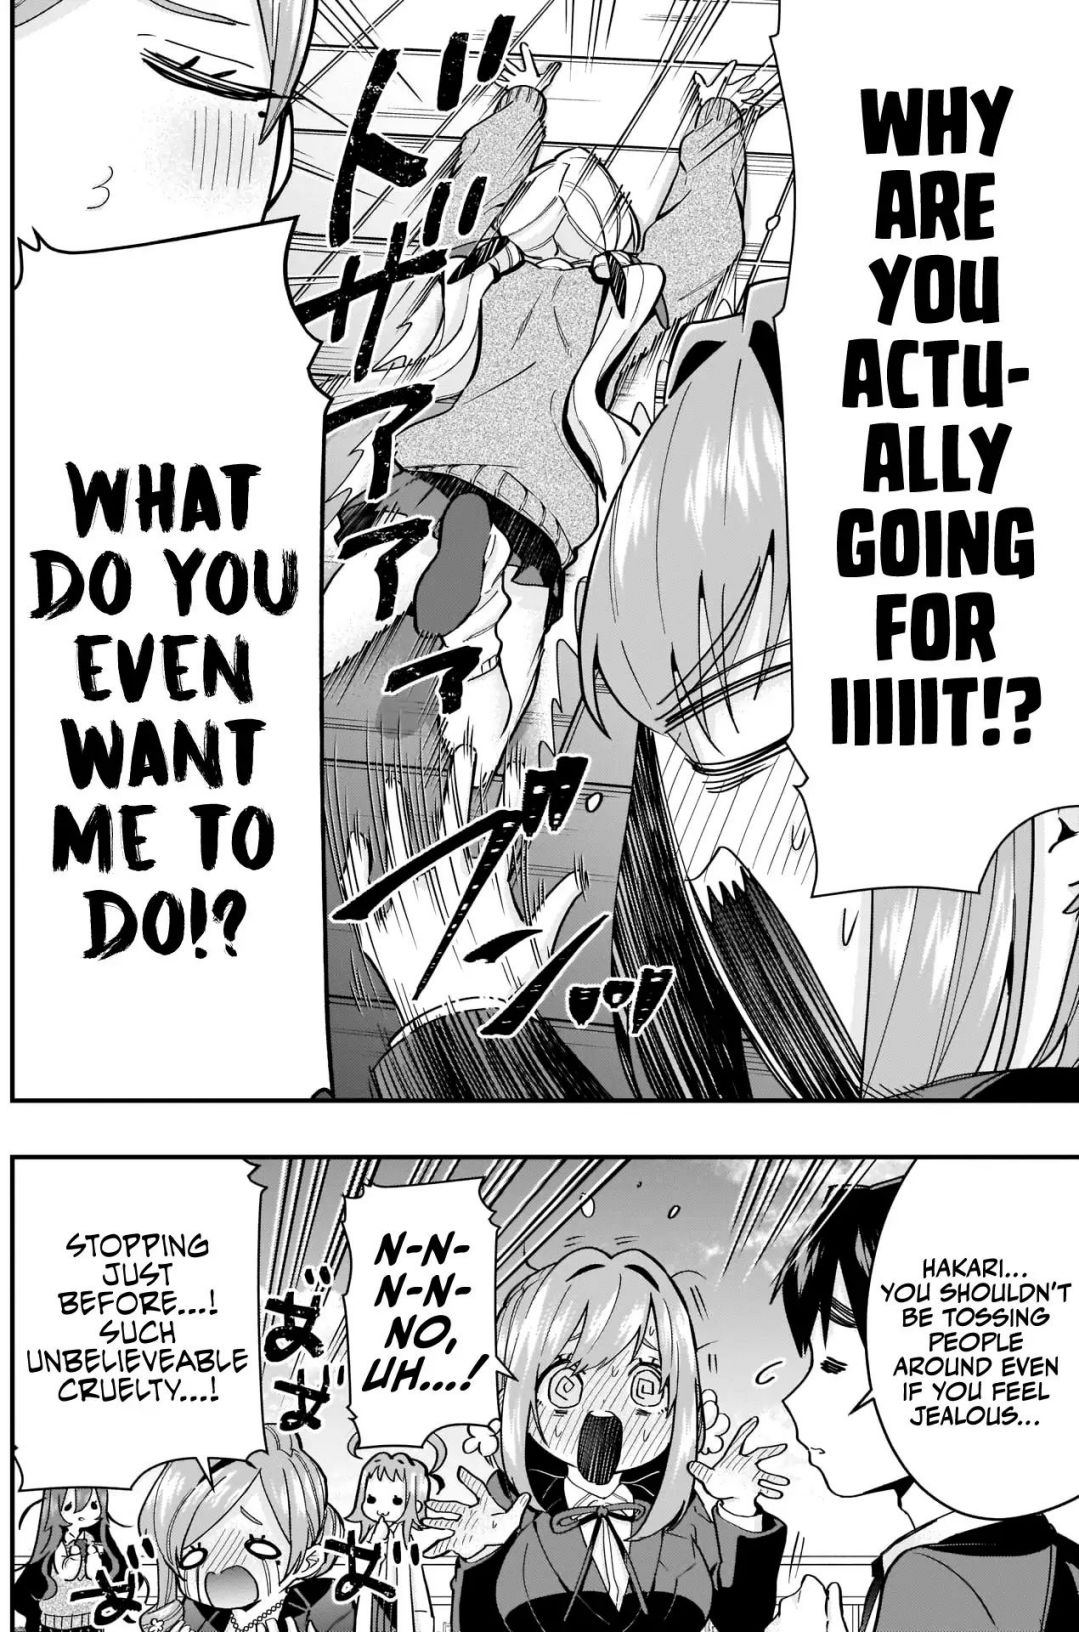 WHY
ARE
YOU
ACTU-
ALLY
GOING
FOR
IIIIIIT!?
WHAT
DO YOU
EVEN
WANT
ME TO
DO!?
ドザァァァ
ブンッ
HAKARI...
YOU SHOULDN'T
BE TOSSING
PEOPLE
AROUND EVEN
IF YOU FEEL
JEALOUS...
N-N-
N-N-
NO,
UH...!
STOPPING
JUST
BEFORE...!
SUCH
UNBELIEVEABLE
CRUELTY...!